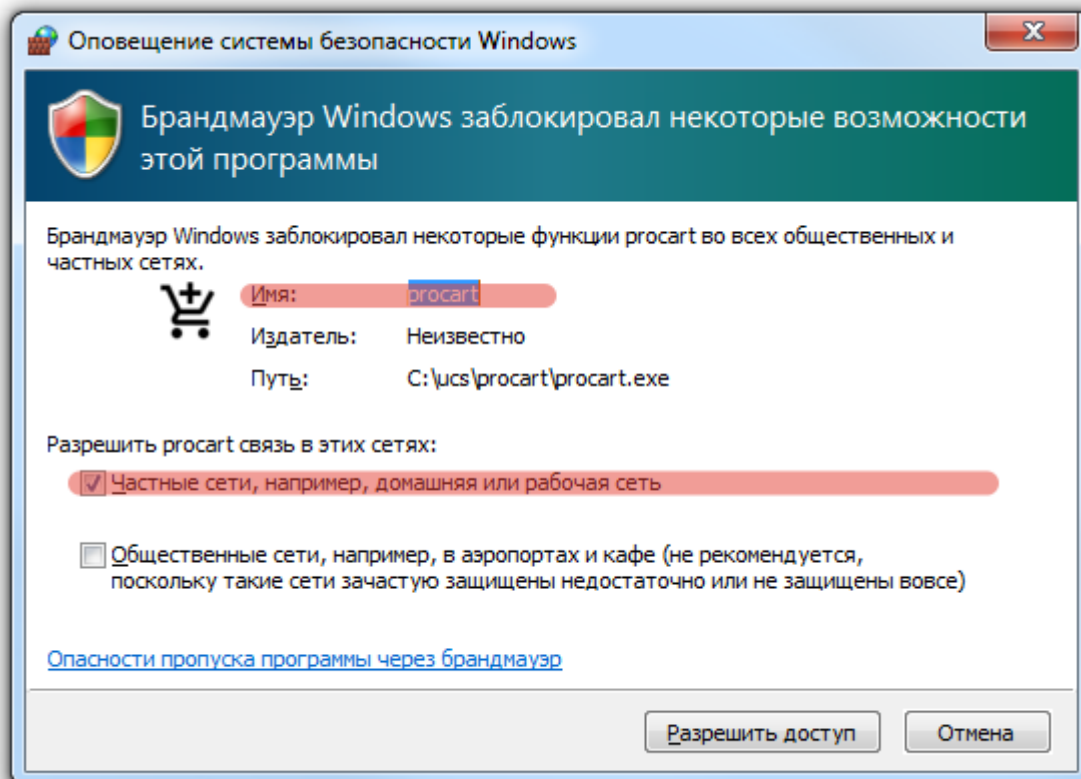 Оповещение системы безопасности Windows
Брандмауэр Windows заблокировал некоторые возможности
этой программы
Брандмауэр Windows заблокировал некоторые функции procart во всех общественных и
частных сетях.
Имя: procart
Издатель: Неизвестно
Путь: C:\ucs\procart\procart.exe
Разрешить procart связь в этих сетях:
Частные сети, например, домашняя или рабочая сеть
Общественные сети, например, в аэропортах и кафе (не рекомендуется,
поскольку такие сети зачастую защищены недостаточно или не защищены вовсе)
Опасности пропуска программы через брандмауэр
Разрешить доступ Отмена